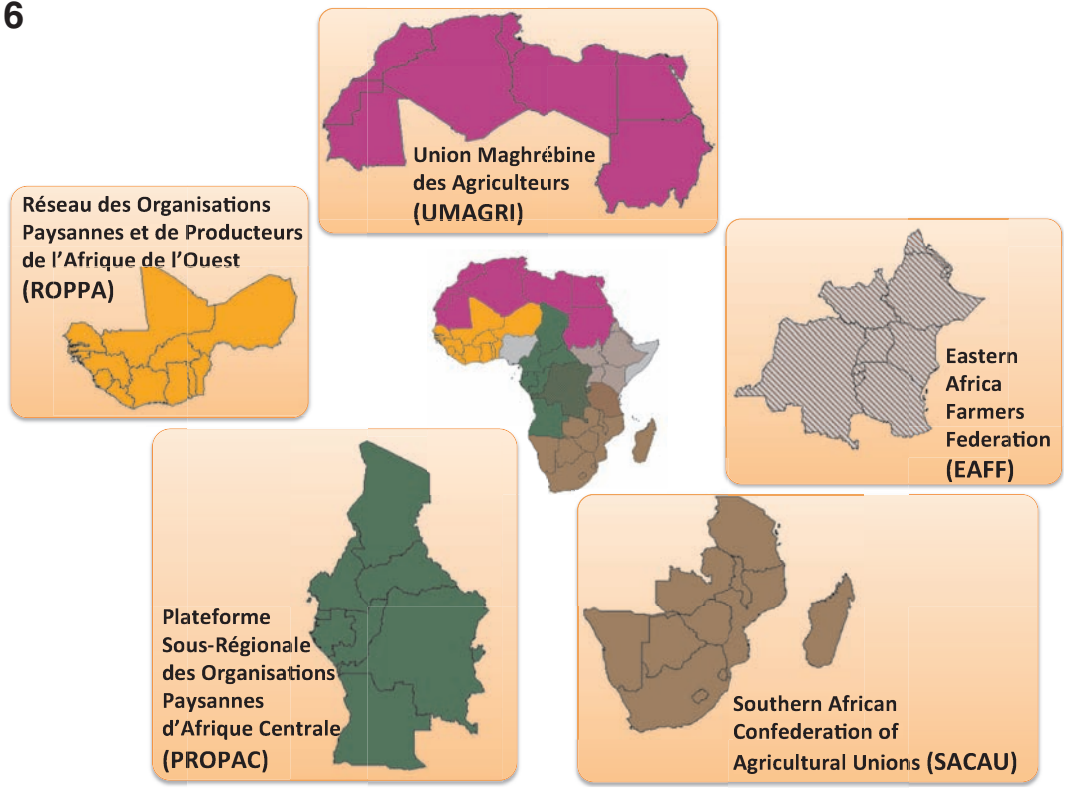 6
Union Maghrébine
des Agriculteurs
(UMAGRI)
Réseau des Organisations
Paysannes et de Producteurs
de l'Afrique de l'Ouest
(ROPPA)
Eastern
Africa
Farmers
Federation
(EAFF)
Plateforme
Sous-Régionale
des Organisations
Paysannes
d'Afrique Centrale
(PROPAC)
Southern African
Confederation of
Agricultural Unions (SACAU)